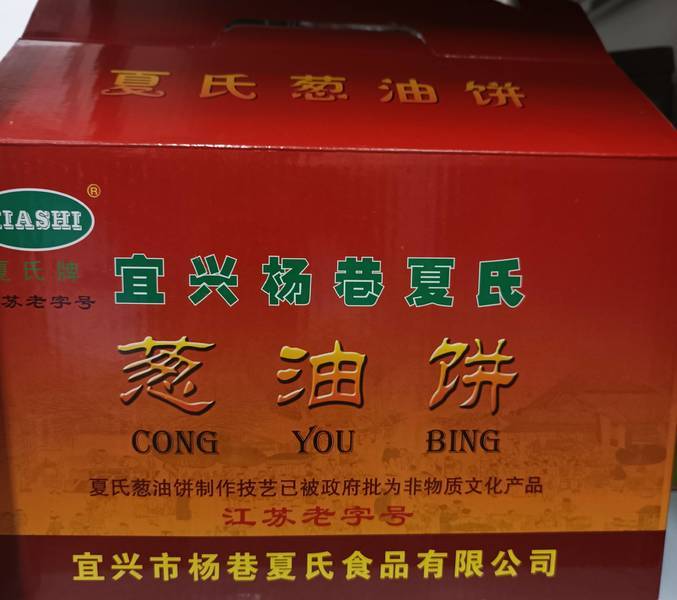 夏氏葱油饼
®
IASHI
夏氏牌
苏老字号
宜兴杨巷夏氏
葱油饼
CONG YOU BING
夏氏葱油饼制作技艺已被政府批为非物质文化产品
江苏老字号
宜兴市杨巷夏氏食品有限公司